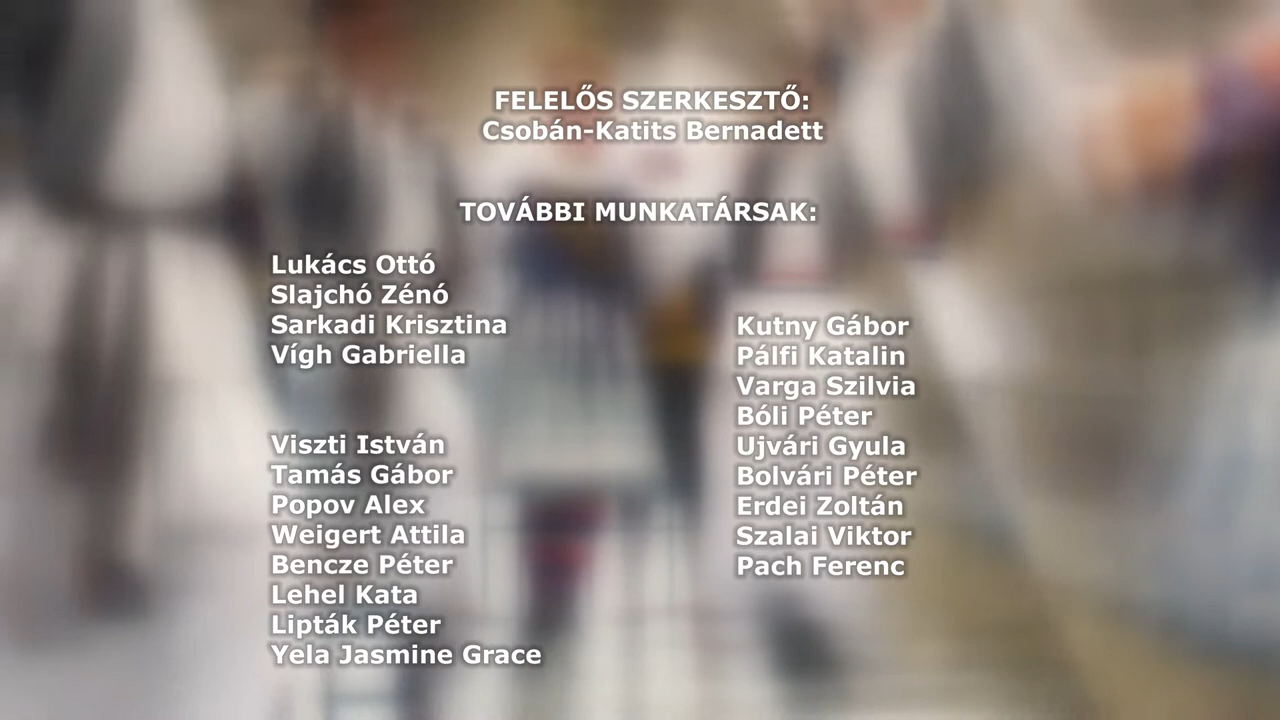 FELELŐS SZERKESZTŐ:
Csobán-Katits Bernadett
TOVÁBBI MUNKATÁRSAK:
Lukács Ottó
Slajchó Zénó
Sarkadi Krisztina
Vígh Gabriella
Viszti István
Tamás Gábor
Popov Alex
Weigert Attila
Bencze Péter
Lehel Kata
Lipták Péter
Yela Jasmine Grace
Kutny Gábor
Pálfi Katalin
Varga Szilvia
Bóli Péter
Ujvári Gyula
Bolvári Péter
Erdei Zoltán
Szalai Viktor
Pach Ferenc